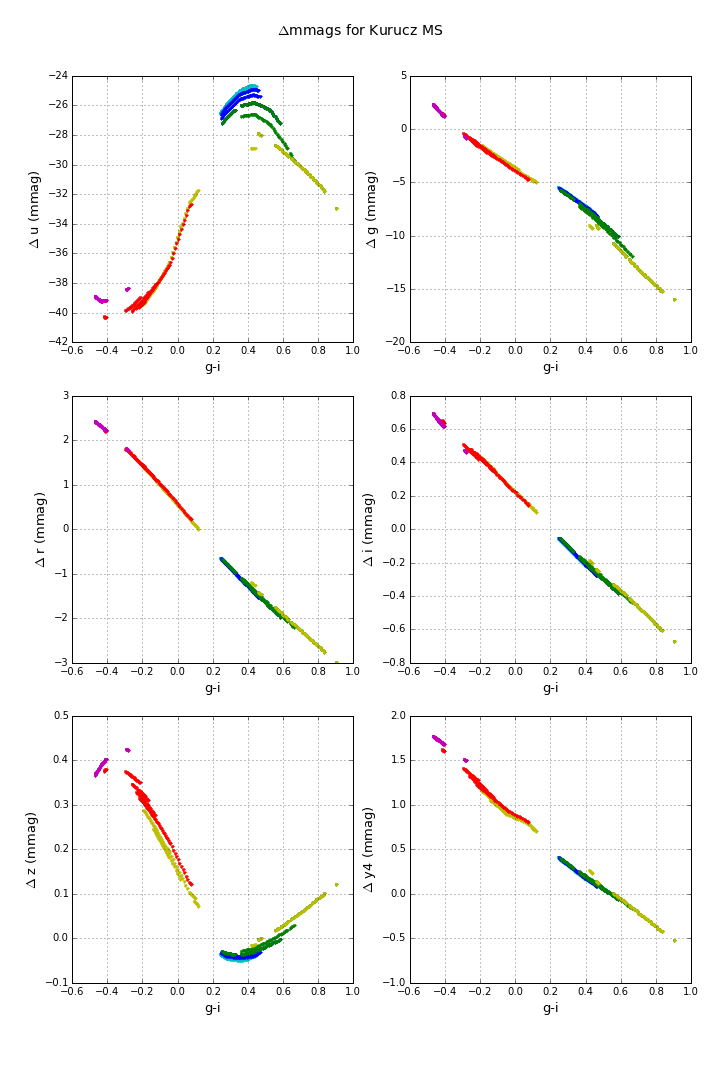 Δmmags for Kurucz MS
−24
−26
−28
−30
−32
−34
−36
−38
−40
−42
−0.6 −0.4 −0.2 0.0 0.2 0.4 0.6 0.8 1.0
g-i
Δ u (mmag)
5
0
−5
−10
−15
−20
−0.6 −0.4 −0.2 0.0 0.2 0.4 0.6 0.8 1.0
g-i
Δ g (mmag)
3
2
1
0
−1
−2
−3
−0.6 −0.4 −0.2 0.0 0.2 0.4 0.6 0.8 1.0
g-i
Δ r (mmag)
0.8
0.6
0.4
0.2
0.0
−0.2
−0.4
−0.6
−0.8
−0.6 −0.4 −0.2 0.0 0.2 0.4 0.6 0.8 1.0
g-i
Δ i (mmag)
0.5
0.4
0.3
0.2
0.1
0.0
−0.1
−0.6 −0.4 −0.2 0.0 0.2 0.4 0.6 0.8 1.0
g-i
Δ z (mmag)
2.0
1.5
1.0
0.5
0.0
−0.5
−1.0
−0.6 −0.4 −0.2 0.0 0.2 0.4 0.6 0.8 1.0
g-i
Δ y4 (mmag)